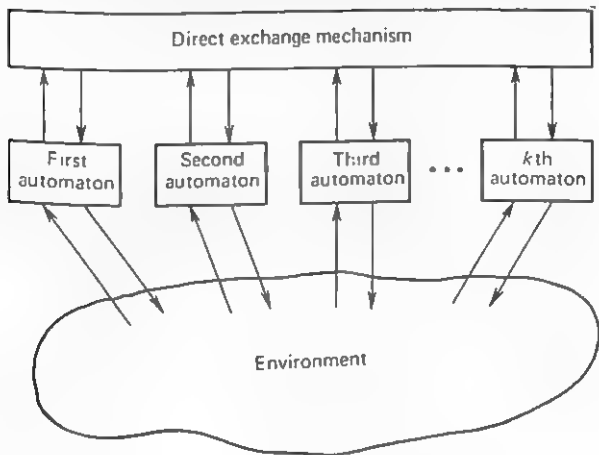 Direct exchange mechanism
First
automaton
Second
automaton
Third
automaton
• • •
kth
automaton
Environment